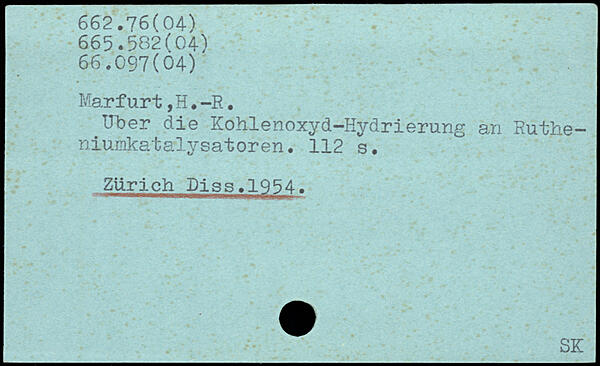 662.76(04)
665.582(04)
66.097(04)
Marfurt,H.-R.
Uber die Kohlenoxyd-Hydrierung an Ruthe-
niumkatalysatoren. 112 s.
Zürich Diss.1954.
SK